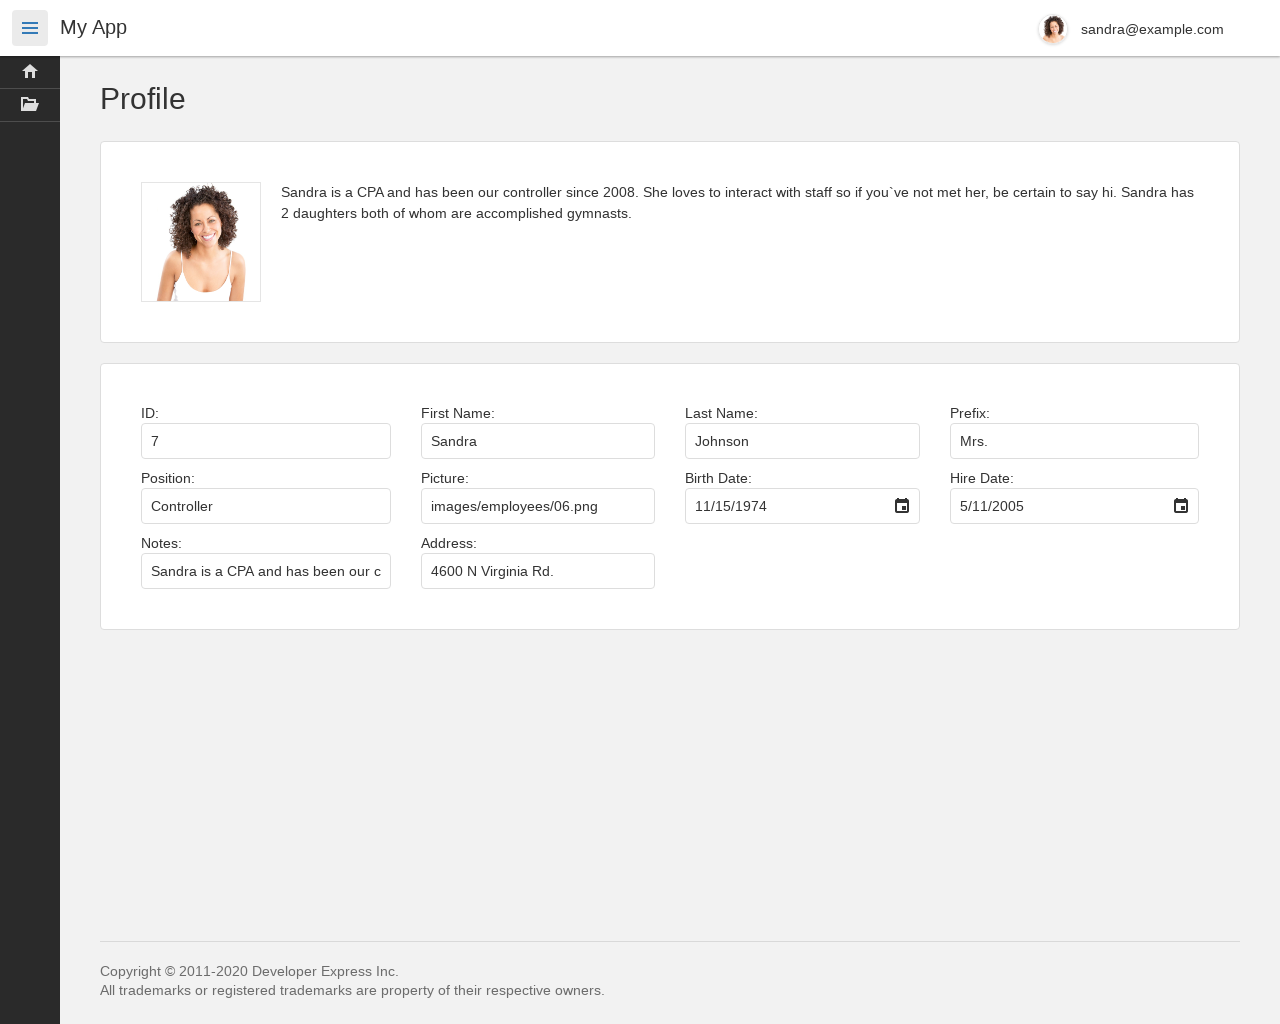 My App
sandra@example.com
Profile
Sandra is a CPA and has been our controller since 2008. She loves to interact with staff so if you`ve not met her, be certain to say hi. Sandra has
2 daughters both of whom are accomplished gymnasts.
ID:
First Name:
Last Name:
Prefix:
7
Sandra
Johnson
Mrs.
Position:
Picture:
Birth Date:
Hire Date:
Controller
images/employees/06.png
11/15/1974
5/11/2005
Notes:
Address:
Sandra is a CPA and has been our c
4600 N Virginia Rd.
Copyright © 2011-2020 Developer Express Inc.
All trademarks or registered trademarks are property of their respective owners.